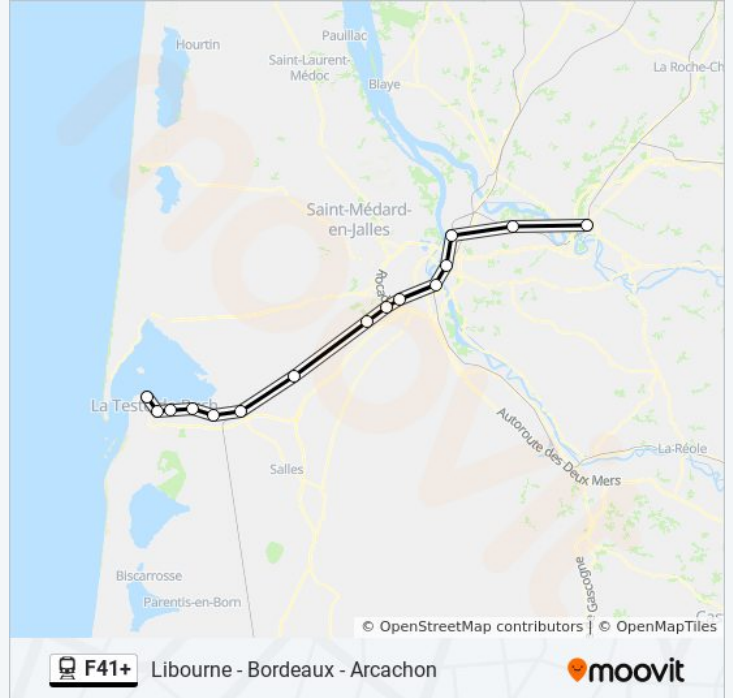 Pauillac
Hourtin
Saint-Laurent-
Médoc
La Roche-Ch
Blaye
Saint-Médard-
en-Jalles
La Teste
Salles
Autoroute des Deux Mers
La Réole
Biscarrosse
Parentis-en-Born
Gascogne
© OpenStreetMap contributors | © OpenMapTiles
F41+ Libourne - Bordeaux - Arcachon
moovit